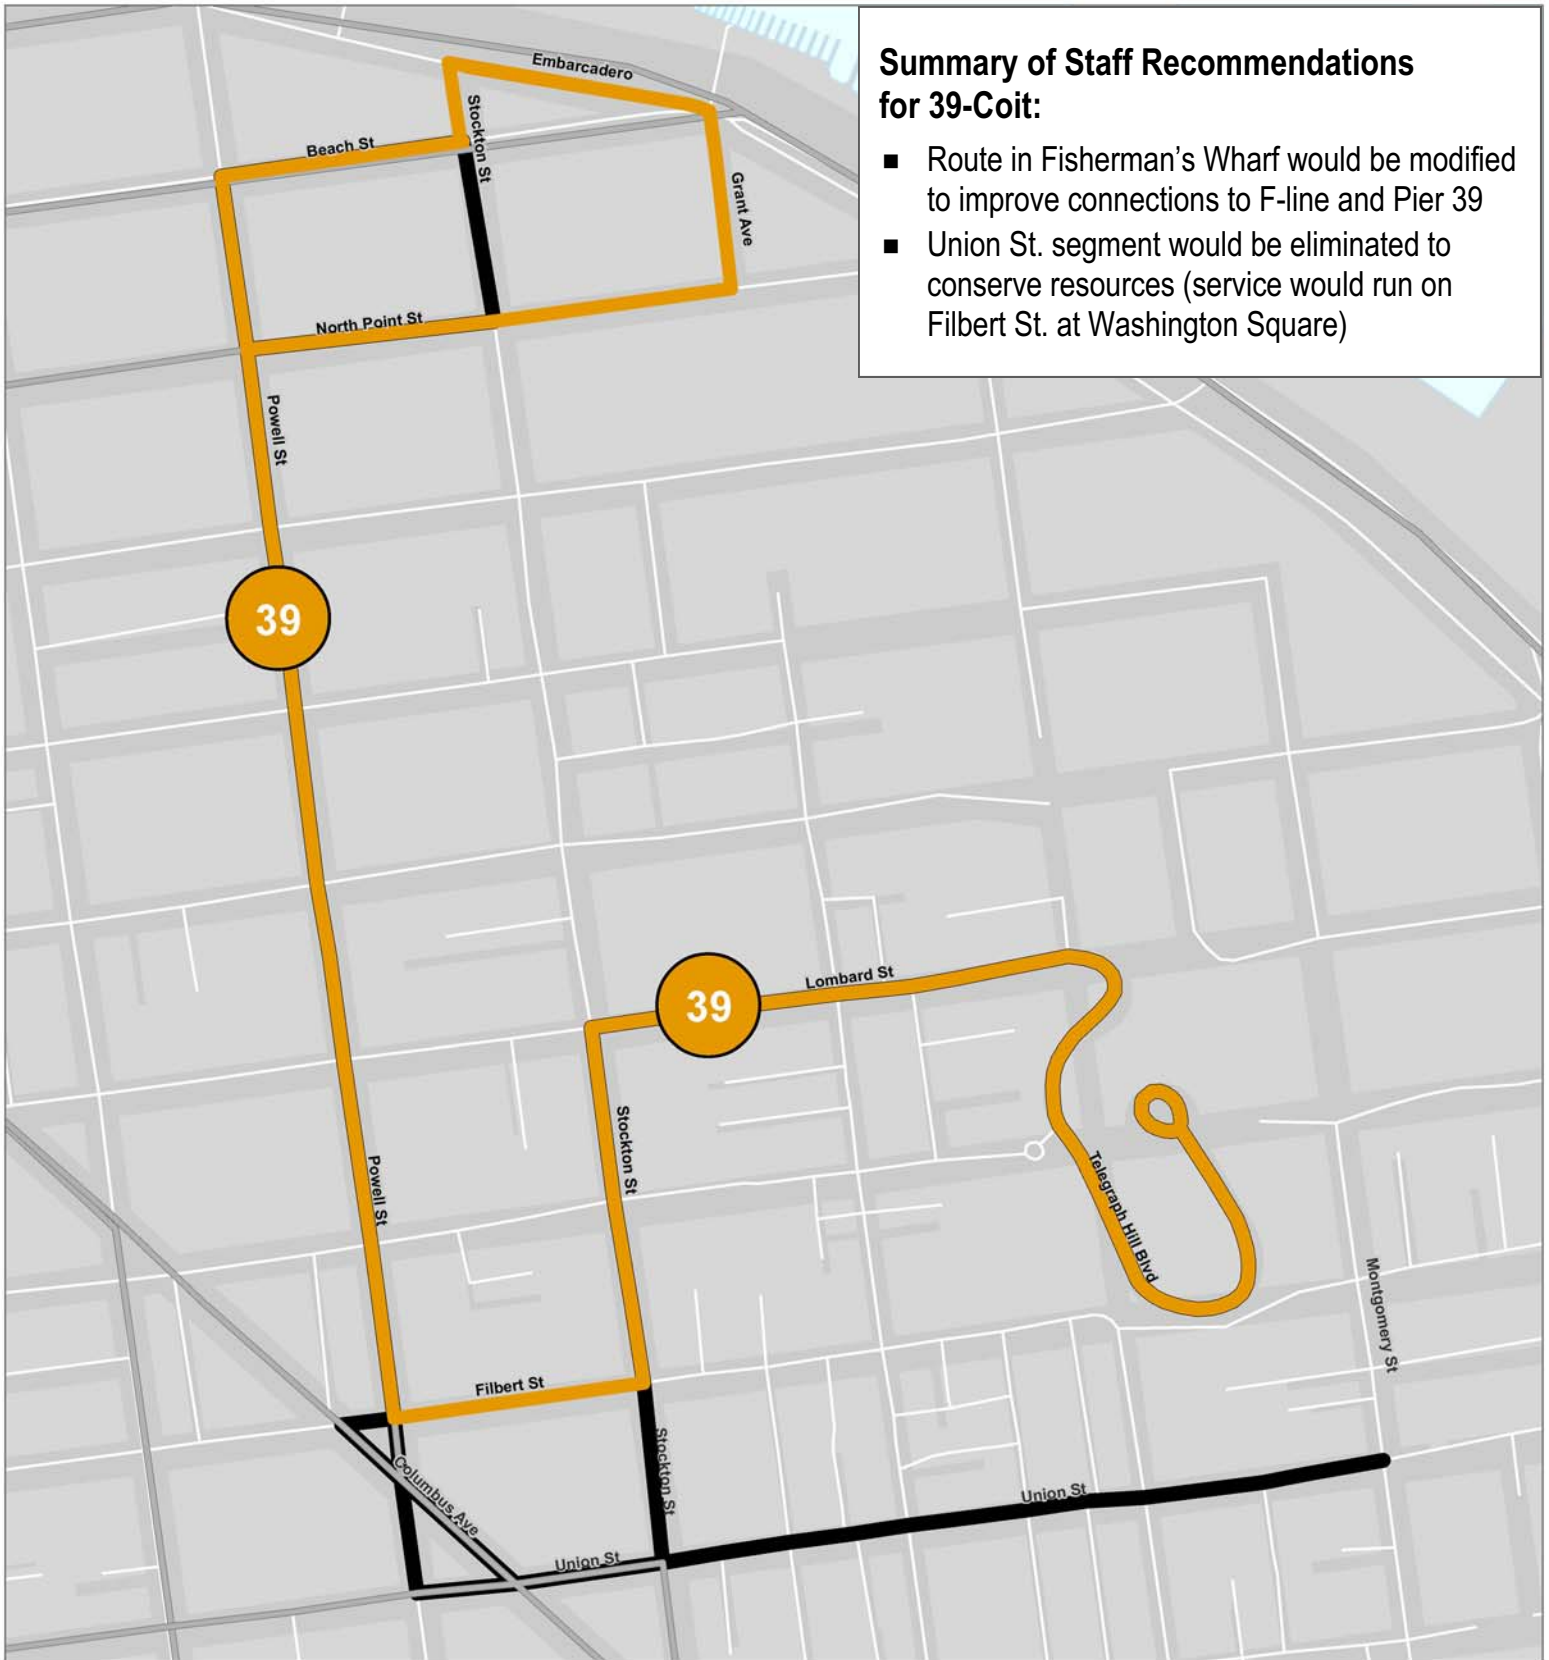 Summary of Staff Recommendations
for 39-Coit:
■ Route in Fisherman's Wharf would be modified
to improve connections to F-line and Pier 39
■ Union St. segment would be eliminated to
conserve resources (service would run on
Filbert St. at Washington Square)
Embarcadero
Stockton St
Beach St
Grant Ave
North Point St
Powell St
39
Lombard St
39
Stockton St
Powell St
Telegraph Hill Blvd
Montgomery St
Filbert St
Stockton St
Columbus Ave
Union St
Union St